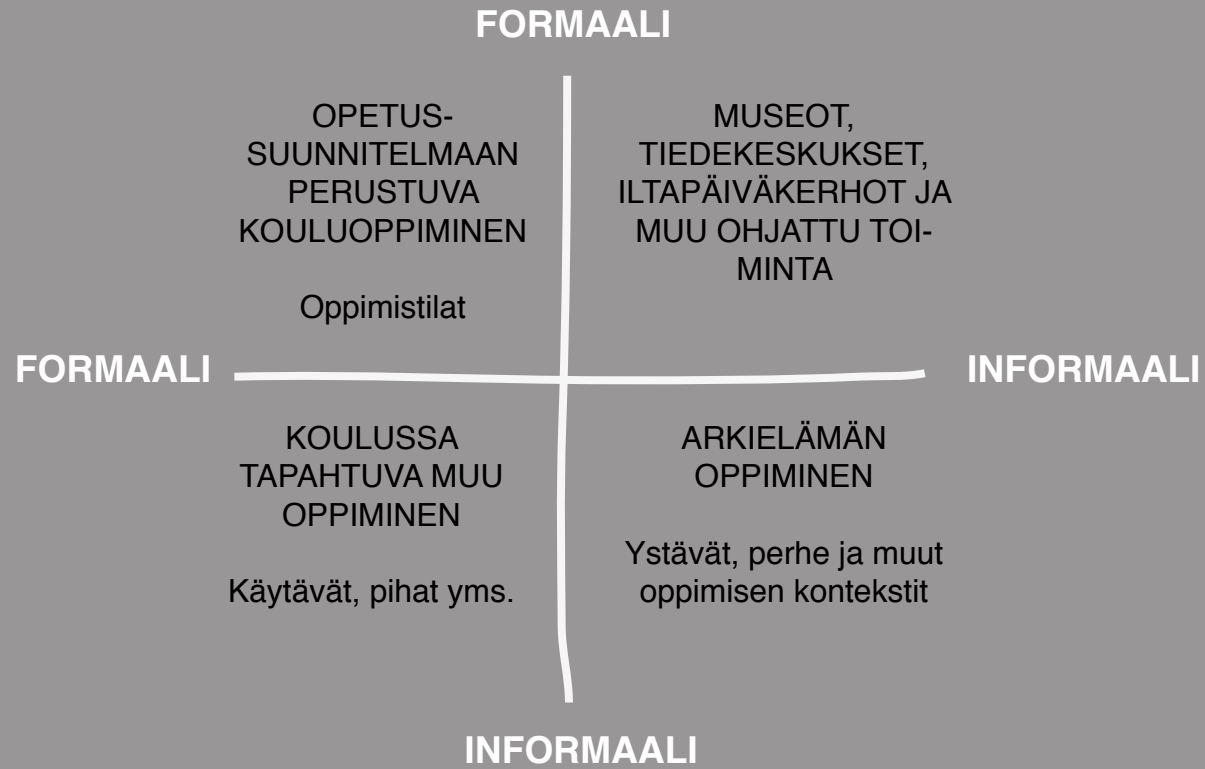 FORMAALI
OPETUS-
SUUNNITELMAAN
PERUSTUVA
KOULUOPPIMINEN
Oppimistilat
MUSEOT,
TIEDEKESKUKSET,
ILTAPÄIVÄKERHOT JA
MUU OHJATTU TOI-
MINTA
FORMAALI
INFORMAALI
KOULUSSA
TAPAHTUVA MUU
OPPIMINEN
Käytävät, pihat yms.
ARKIELÄMÄN
OPPIMINEN
Ystävät, perhe ja muut
oppimisen kontekstit
INFORMAALI